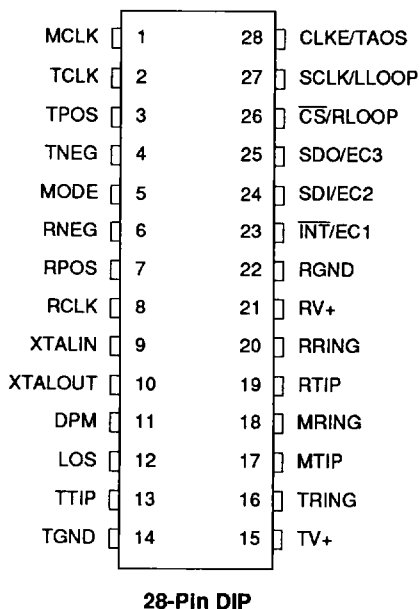 MCLK 1 28 CLKE/TAOS
TCLK 2 27 SCLK/LLOOP
TPOS 3 26 C̅S̅/RLOOP
TNEG 4 25 SDO/EC3
MODE 5 24 SDI/EC2
RNEG 6 23 I̅N̅T̅/EC1
RPOS 7 22 RGND
RCLK 8 21 RV+
XTALIN 9 20 RRING
XTALOUT 10 19 RTIP
DPM 11 18 MRING
LOS 12 17 MTIP
TTIP 13 16 TRING
TGND 14 15 TV+
28-Pin DIP